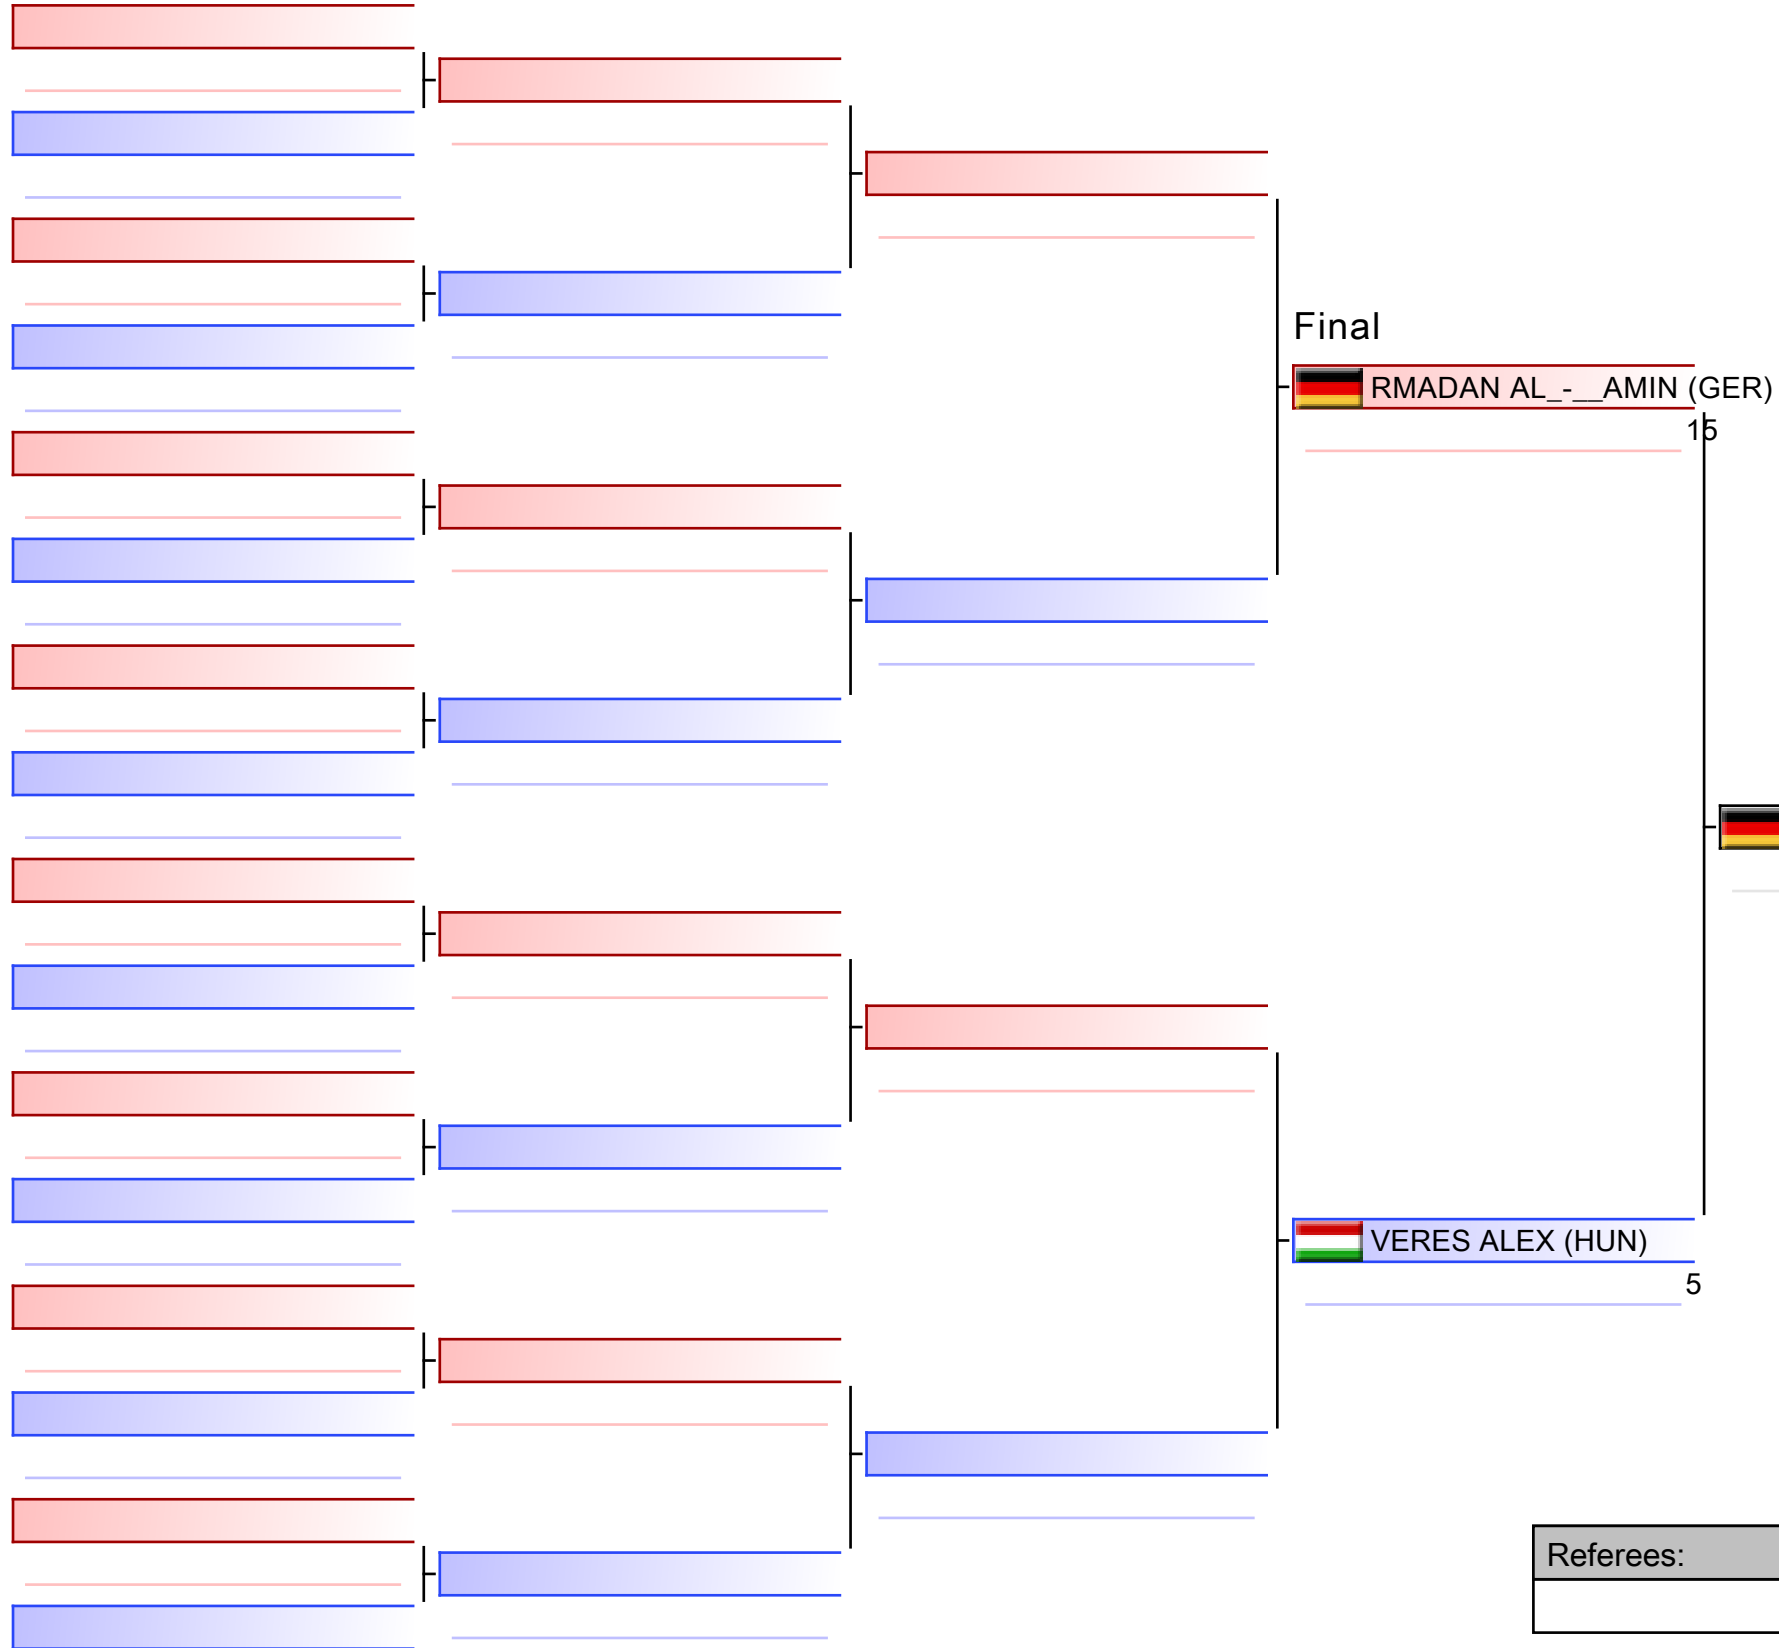 Final
RMADAN AL_-__AMIN (GER)
15
VERES ALEX (HUN)
5
Referees: